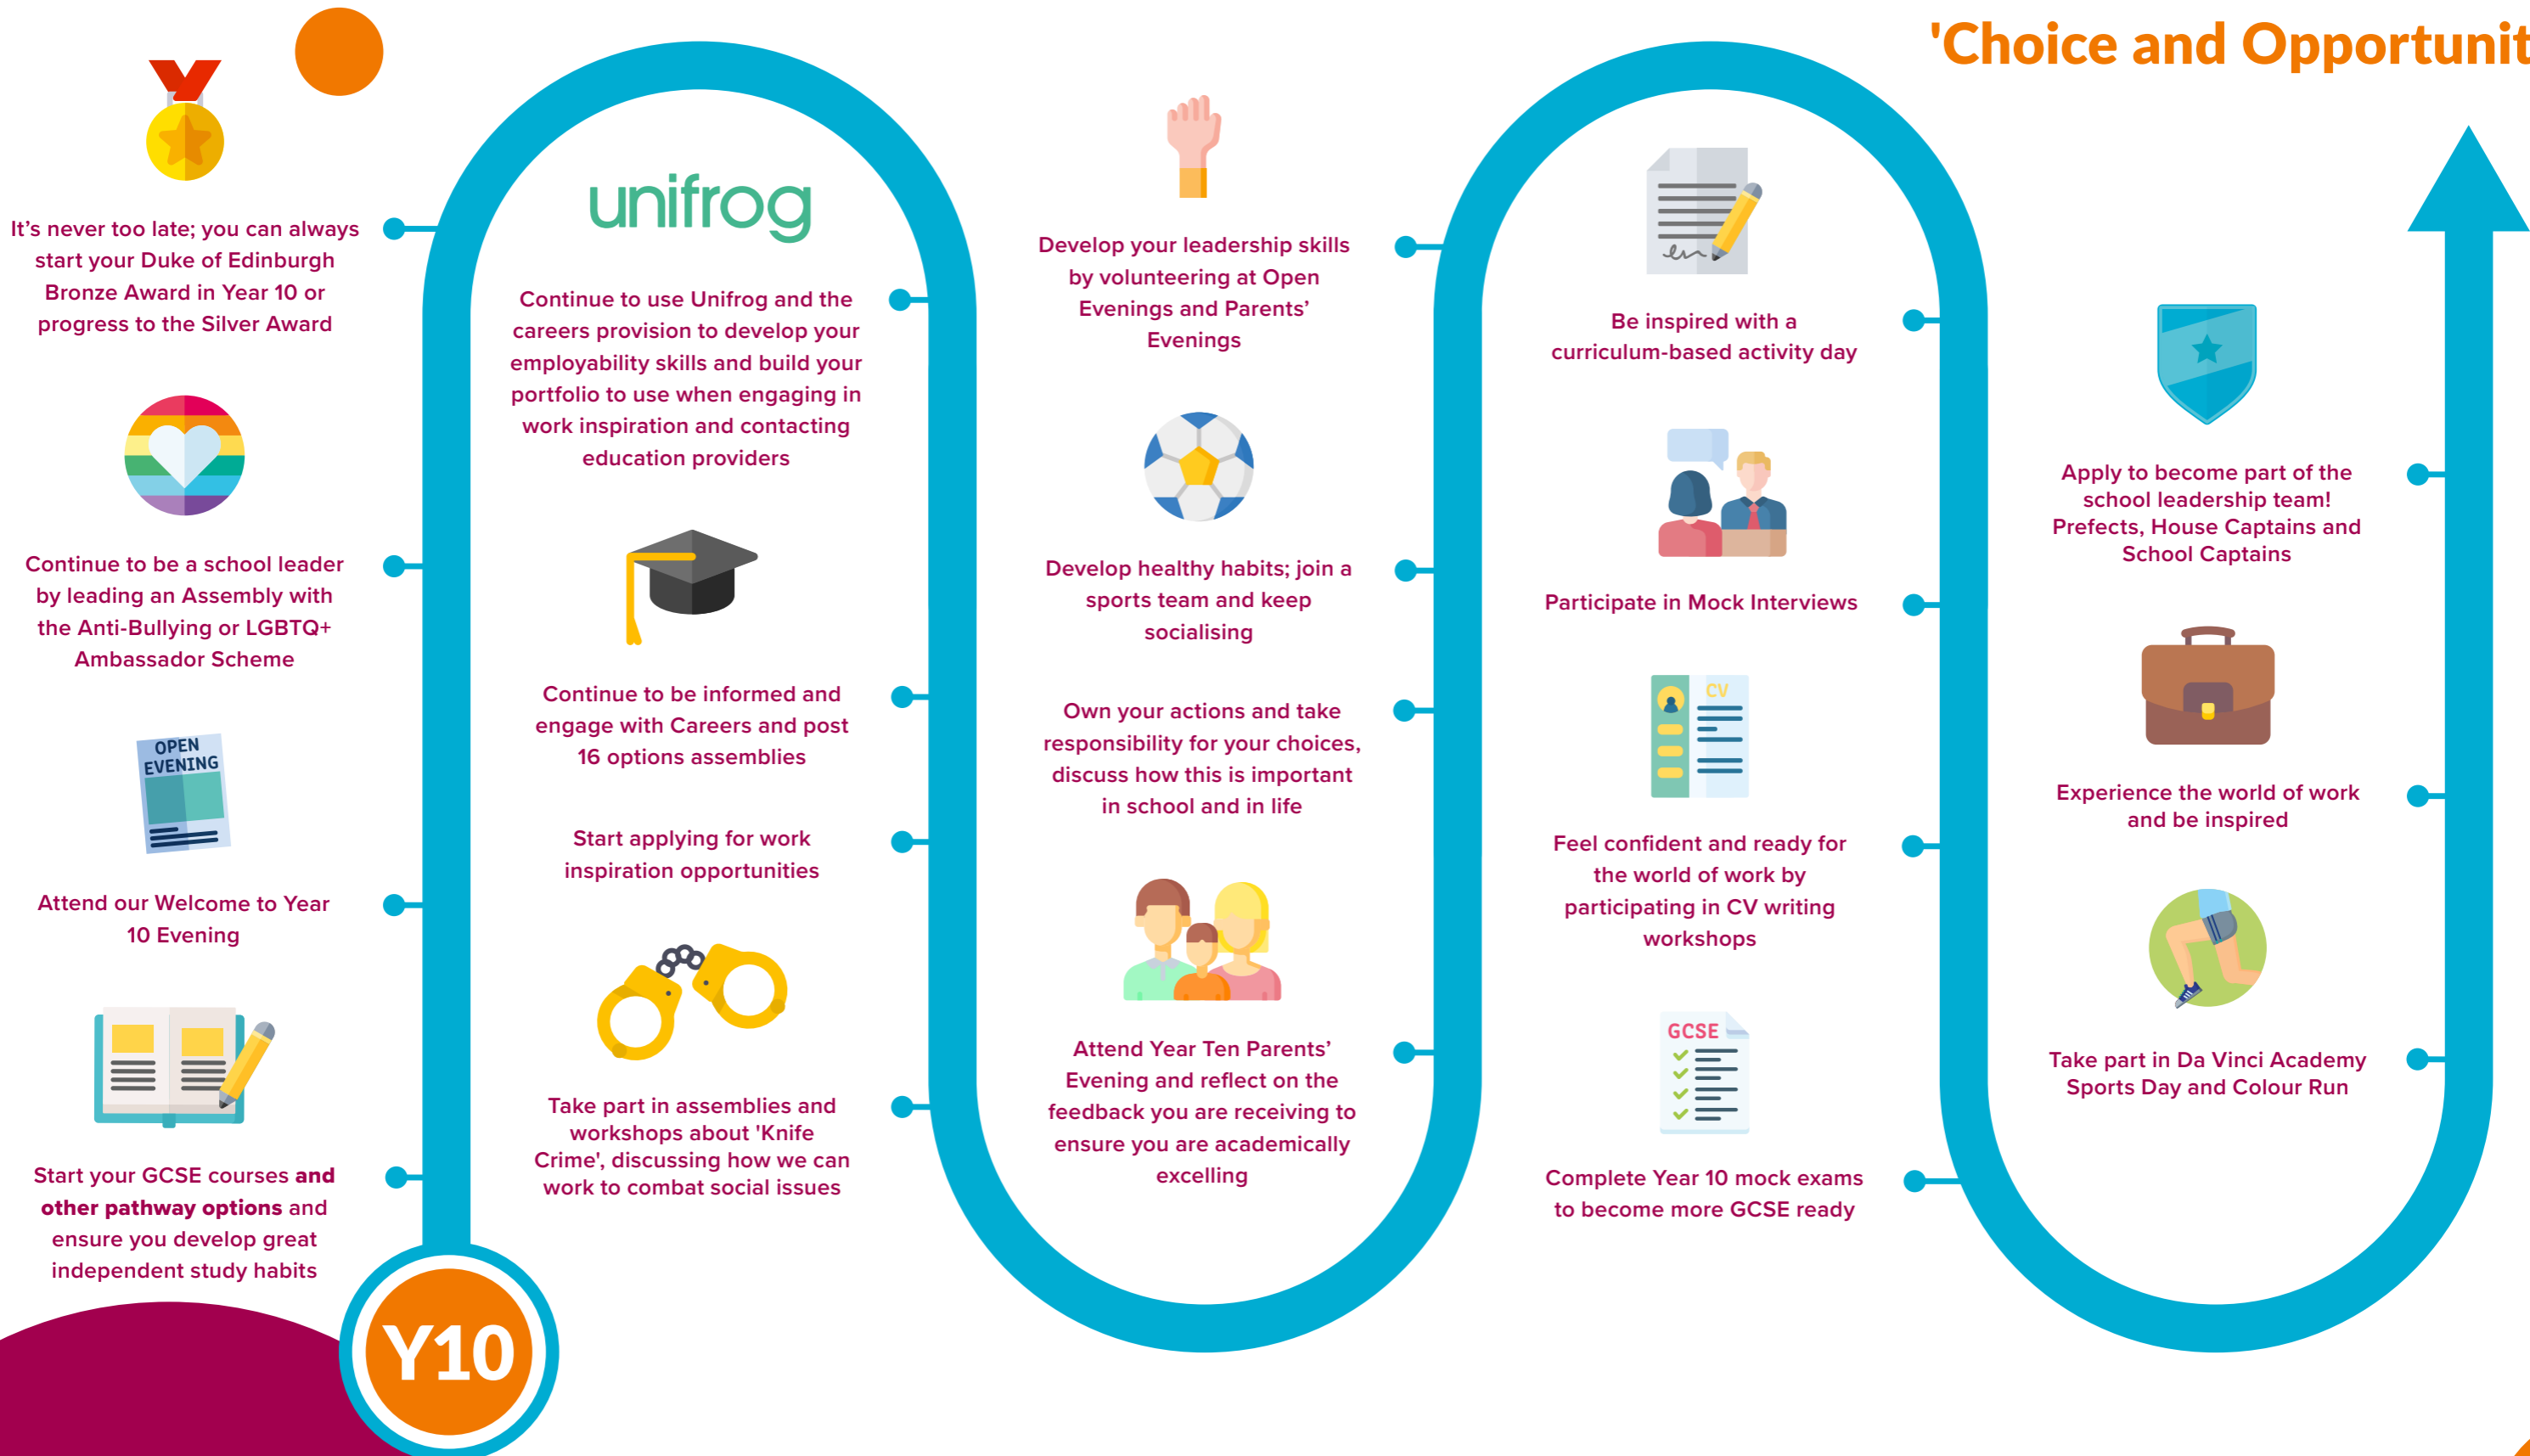 'Choice and Opportunit
It's never too late; you can always
start your Duke of Edinburgh
Bronze Award in Year 10 or
progress to the Silver Award
Continue to be a school leader
by leading an Assembly with
the Anti-Bullying or LGBTQ+
Ambassador Scheme
OPEN
EVENING
Attend our Welcome to Year
10 Evening
Start your GCSE courses and
other pathway options and
ensure you develop great
independent study habits
Y10
unifrog
Continue to use Unifrog and the
careers provision to develop your
employability skills and build your
portfolio to use when engaging in
work inspiration and contacting
education providers
Continue to be informed and
engage with Careers and post
16 options assemblies
Start applying for work
inspiration opportunities
Take part in assemblies and
workshops about 'Knife
Crime', discussing how we can
work to combat social issues
Develop your leadership skills
by volunteering at Open
Evenings and Parents'
Evenings
Develop healthy habits; join a
sports team and keep
socialising
Own your actions and take
responsibility for your choices,
discuss how this is important
in school and in life
Attend Year Ten Parents'
Evening and reflect on the
feedback you are receiving to
ensure you are academically
excelling
Be inspired with a
curriculum-based activity day
Participate in Mock Interviews
CV
Feel confident and ready for
the world of work by
participating in CV writing
workshops
GCSE
Complete Year 10 mock exams
to become more GCSE ready
Apply to become part of the
school leadership team!
Prefects, House Captains and
School Captains
Experience the world of work
and be inspired
Take part in Da Vinci Academy
Sports Day and Colour Run